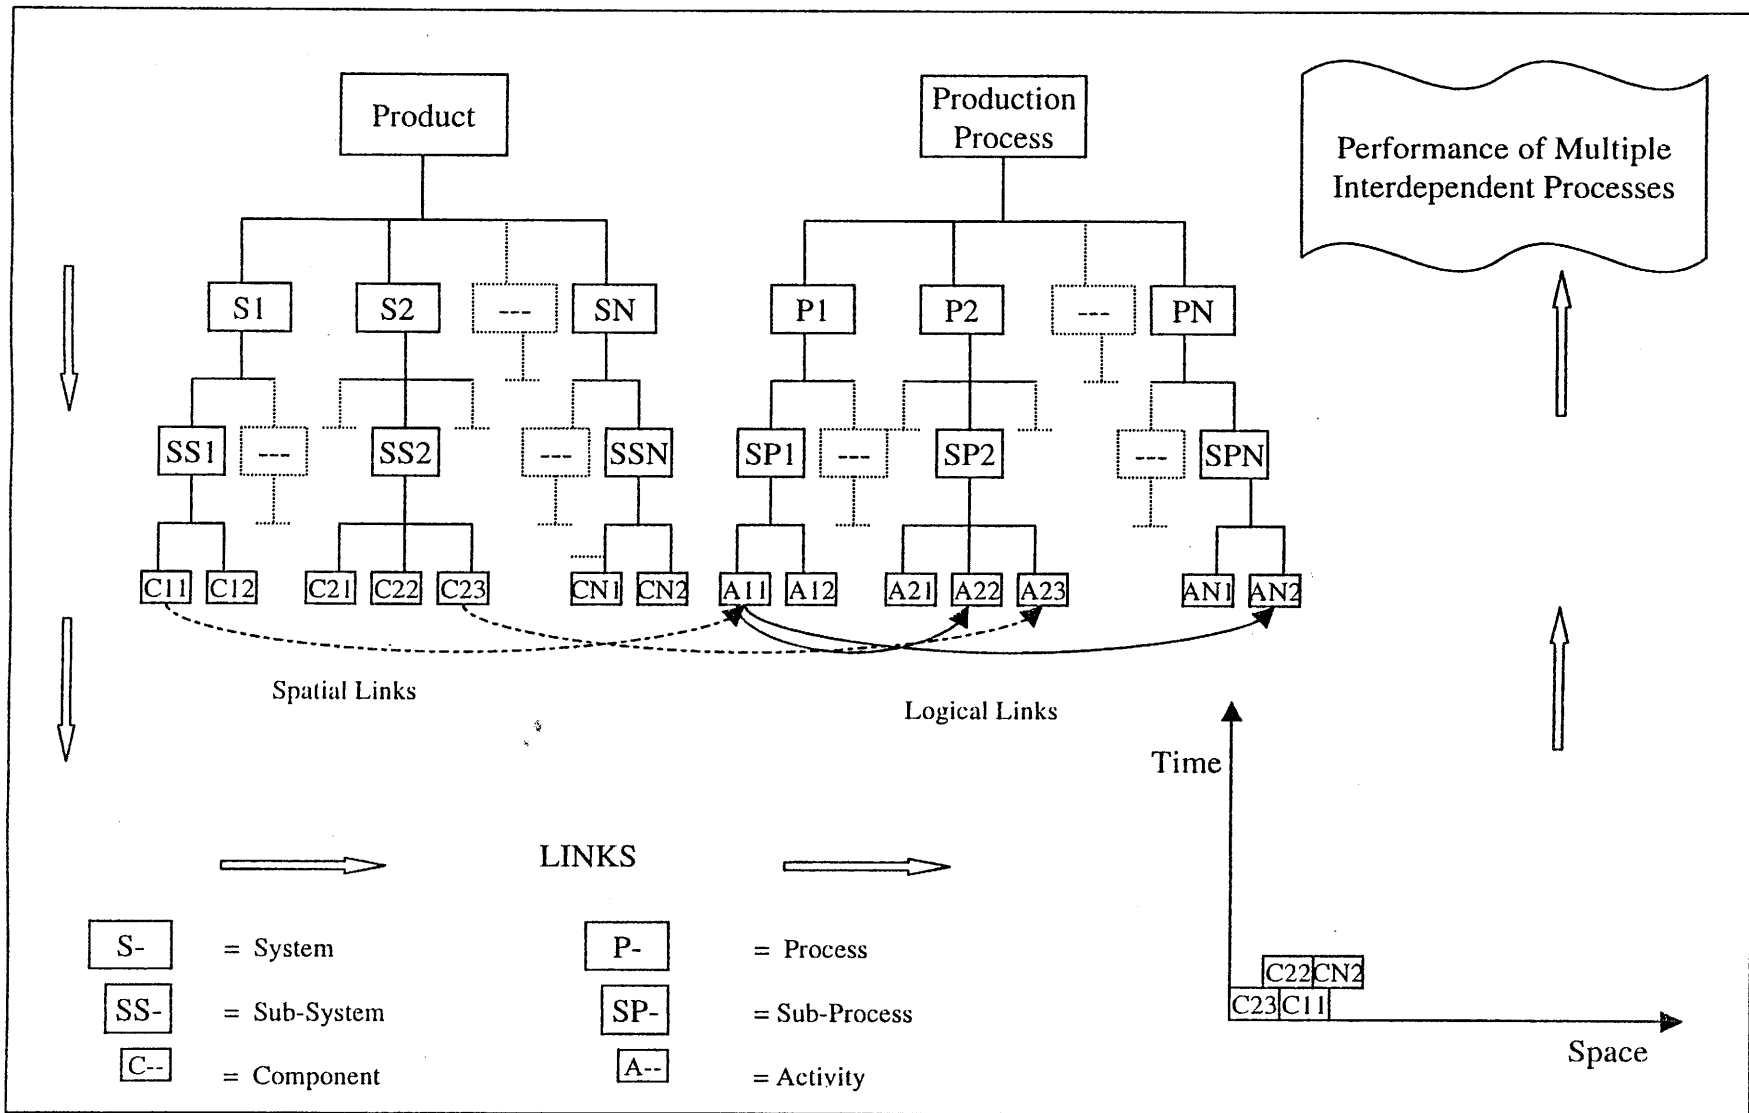 Product
Production
Process
Performance of Multiple
Interdependent Processes
S1
S2
---
SN
P1
P2
---
PN
SS1
---
SS2
---
SSN
SP1
---
SP2
---
SPN
C11
C12
C21
C22
C23
CN1
CN2
A11
A12
A21
A22
A23
AN1
AN2
Spatial Links
Logical Links
Time
LINKS
S-
= System
P-
= Process
SS-
= Sub-System
SP-
= Sub-Process
C--
= Component
A--
= Activity
C22
CN2
C23
C11
Space